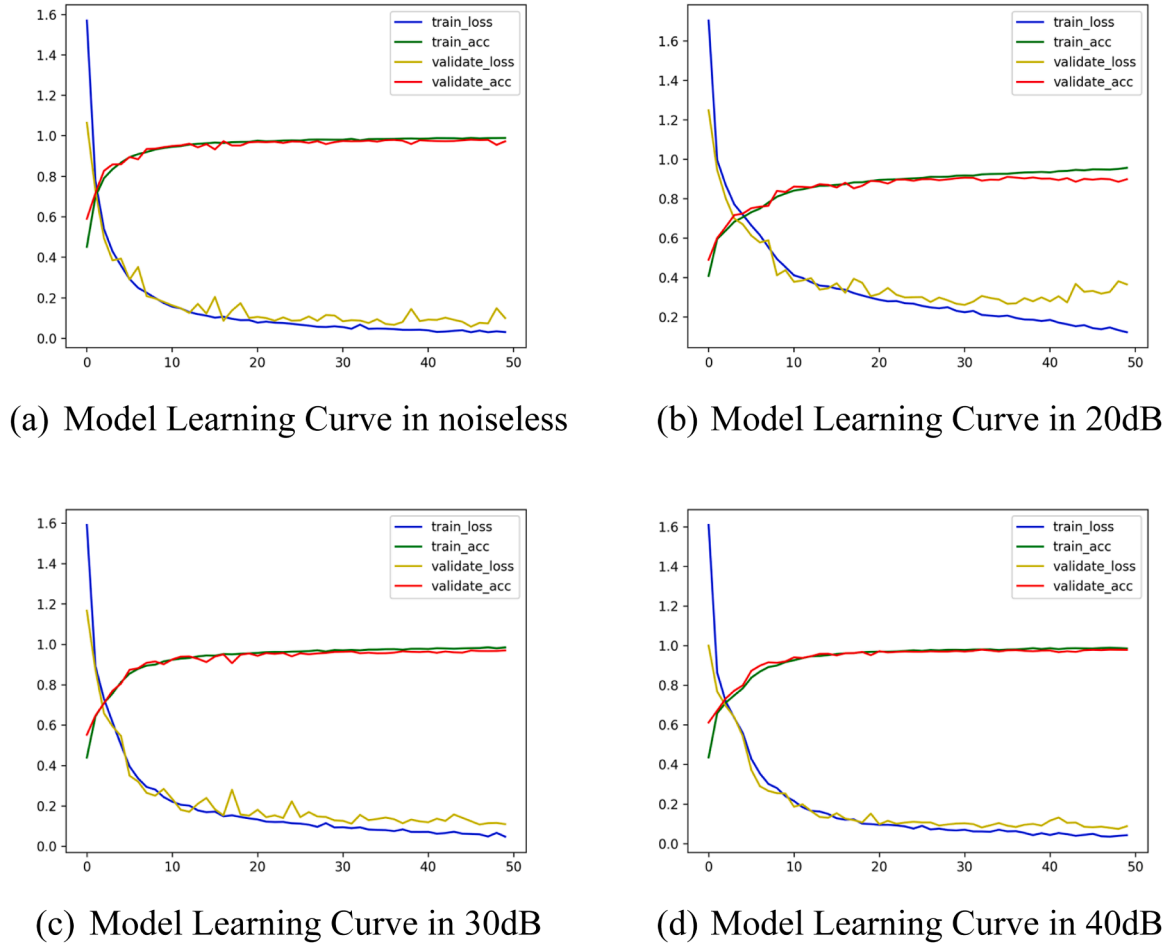 1.6
1.4
1.2
1.0
0.8
0.6
0.4
0.2
0.0
0 10 20 30 40 50
train_loss
train_acc
validate_loss
validate_acc
(a) Model Learning Curve in noiseless
1.6
1.4
1.2
1.0
0.8
0.6
0.4
0.2
0 10 20 30 40 50
train_loss
train_acc
validate_loss
validate_acc
(b) Model Learning Curve in 20dB
1.6
1.4
1.2
1.0
0.8
0.6
0.4
0.2
0.0
0 10 20 30 40 50
train_loss
train_acc
validate_loss
validate_acc
(c) Model Learning Curve in 30dB
1.6
1.4
1.2
1.0
0.8
0.6
0.4
0.2
0.0
0 10 20 30 40 50
train_loss
train_acc
validate_loss
validate_acc
(d) Model Learning Curve in 40dB